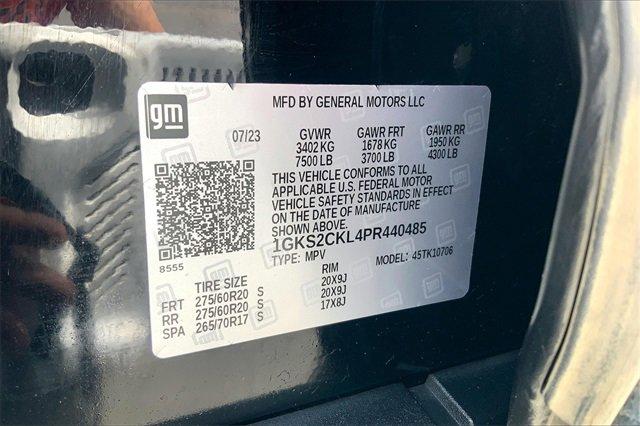 gm
MFD BY GENERAL MOTORS LLC
07/23 GVWR GAWR FRT GAWR RR
3402 KG 1678 KG 1950 KG
7500 LB 3700 LB 4300 LB
THIS VEHICLE CONFORMS TO ALL
APPLICABLE U.S. FEDERAL MOTOR
VEHICLE SAFETY STANDARDS IN EFFECT
ON THE DATE OF MANUFACTURE
SHOWN ABOVE.
1GKS2CKL4PR440485
8555 TYPE: MPV MODEL: 45TK10706
TIRE SIZE RIM
FRT 275/60R20 S 20X9J
RR 275/60R20 S 20X9J
SPA 265/70R17 S 17X8J